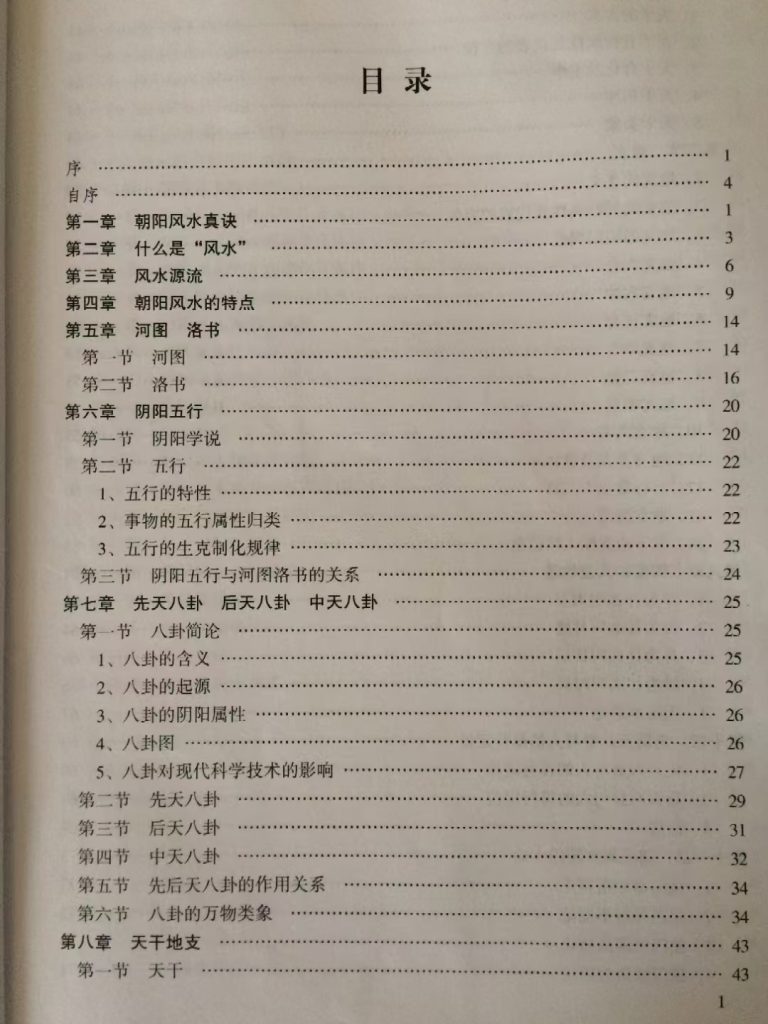 目 录
序 …… 1
自序 …… 4
第一章 朝阳风水真诀 …… 1
第二章 什么是“风水” …… 3
第三章 风水源流 …… 6
第四章 朝阳风水的特点 …… 9
第五章 河图 洛书 …… 14
第一节 河图 …… 14
第二节 洛书 …… 16
第六章 阴阳五行 …… 20
第一节 阴阳学说 …… 20
第二节 五行 …… 22
1、五行的特性 …… 22
2、事物的五行属性归类 …… 22
3、五行的生克制化规律 …… 23
第三节 阴阳五行与河图洛书的关系 …… 24
第七章 先天八卦 后天八卦 中天八卦 …… 25
第一节 八卦简论 …… 25
1、八卦的含义 …… 25
2、八卦的起源 …… 26
3、八卦的阴阳属性 …… 26
4、八卦图 …… 26
5、八卦对现代科学技术的影响 …… 27
第二节 先天八卦 …… 29
第三节 后天八卦 …… 31
第四节 中天八卦 …… 32
第五节 先后天八卦的作用关系 …… 34
第六节 八卦的万物类象 …… 34
第八章 天干地支 …… 43
第一节 天干 …… 43
1